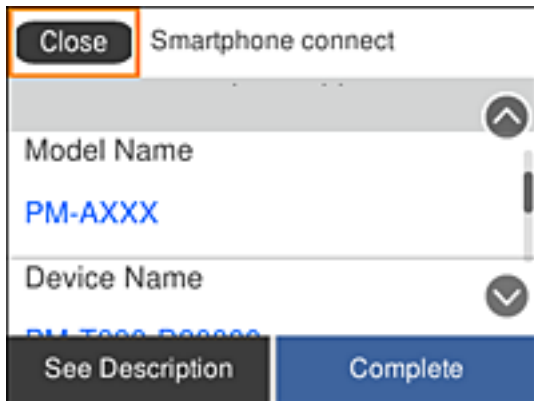 Close Smartphone connect
Model Name
PM-AXXX
Device Name
See Description Complete